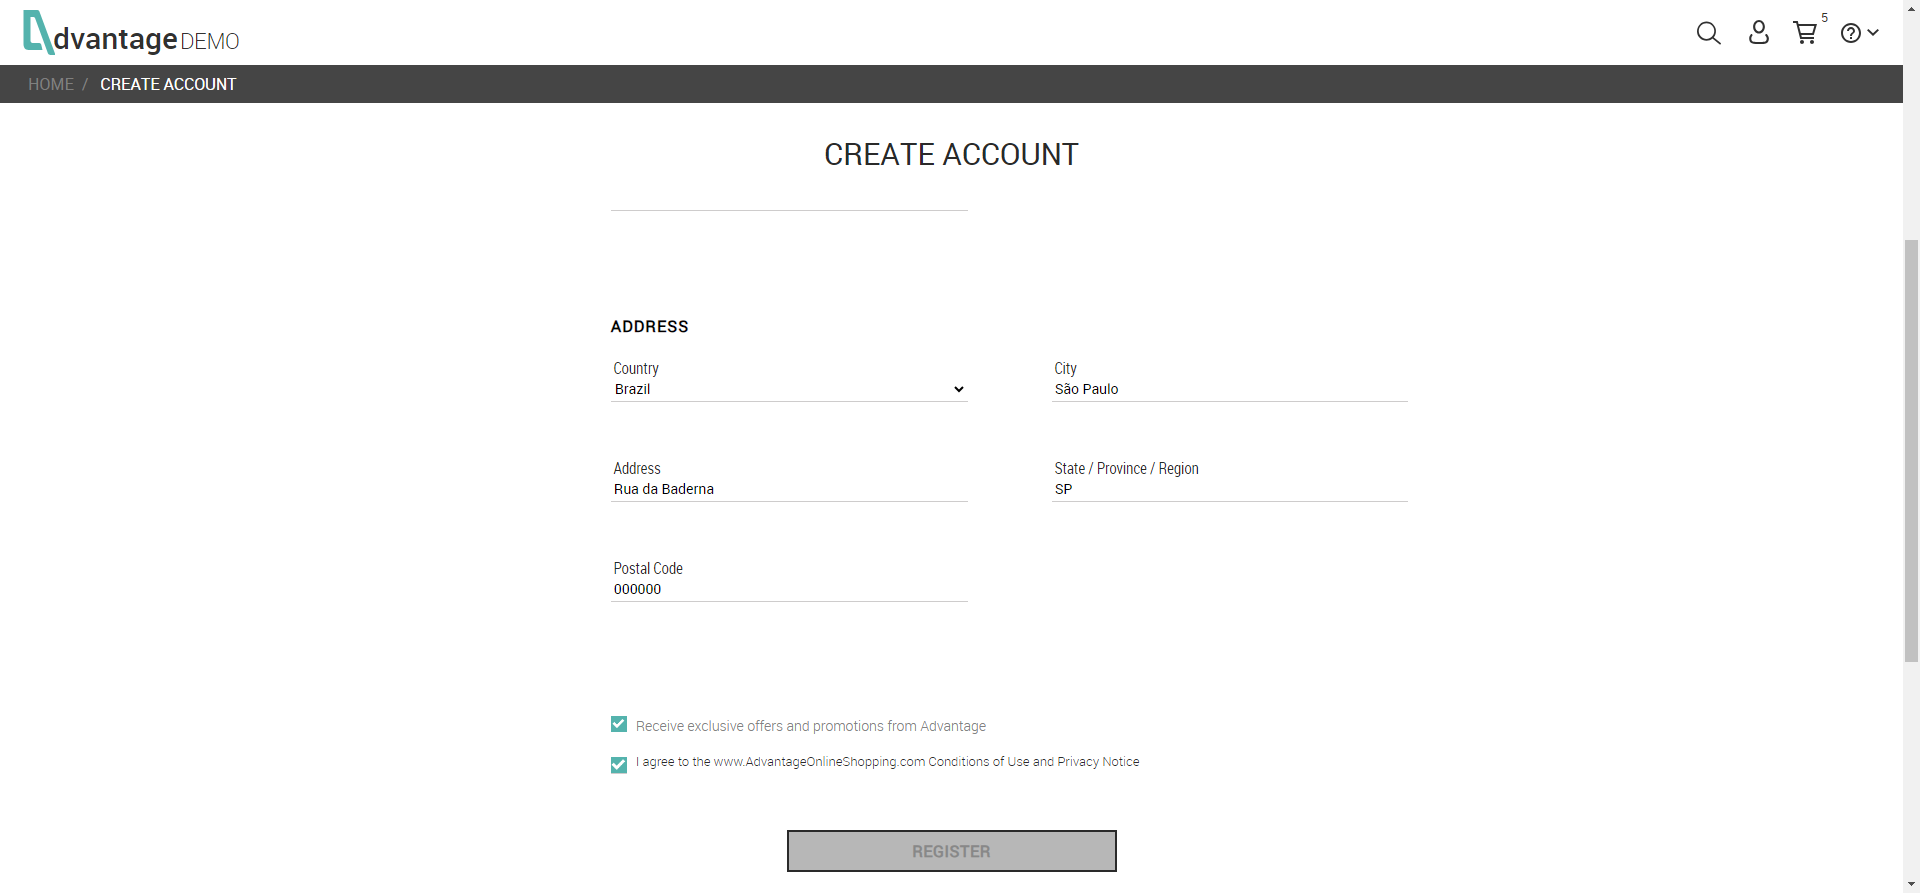 dvantage DEMO
5
HOME / CREATE ACCOUNT
CREATE ACCOUNT
ADDRESS
Country
Brazil
City
São Paulo
Address
Rua da Baderna
State / Province / Region
SP
Postal Code
000000
Receive exclusive offers and promotions from Advantage
I agree to the www.AdvantageOnlineShopping.com Conditions of Use and Privacy Notice
REGISTER